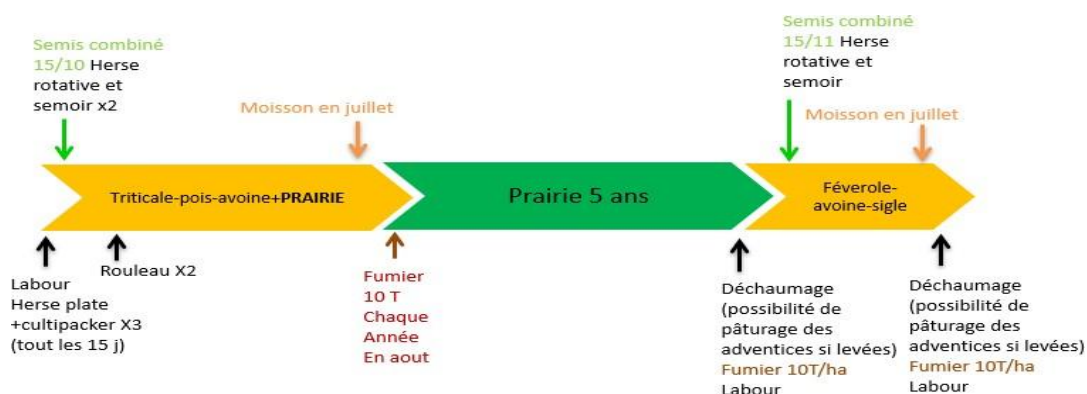 Semis combiné
15/10 Herse
rotative et
semoir x2
Moisson en juillet
Semis combiné
15/11 Herse
rotative et
semoir
Moisson en juillet
Triticale-pois-avoine+PRAIRIE
Prairie 5 ans
Féverole-
avoine-sigle
Labour
Herse plate
+cultipacker X3
(tout les 15 j)
Rouleau X2
Fumier
10 T
Chaque
Année
En aout
Déchaumage
(possibilité de
pâturage des
adventices si levées)
Fumier 10T/ha
Labour
Déchaumage
(possibilité de
pâturage des
adventices si levées)
Fumier 10T/ha
Labour